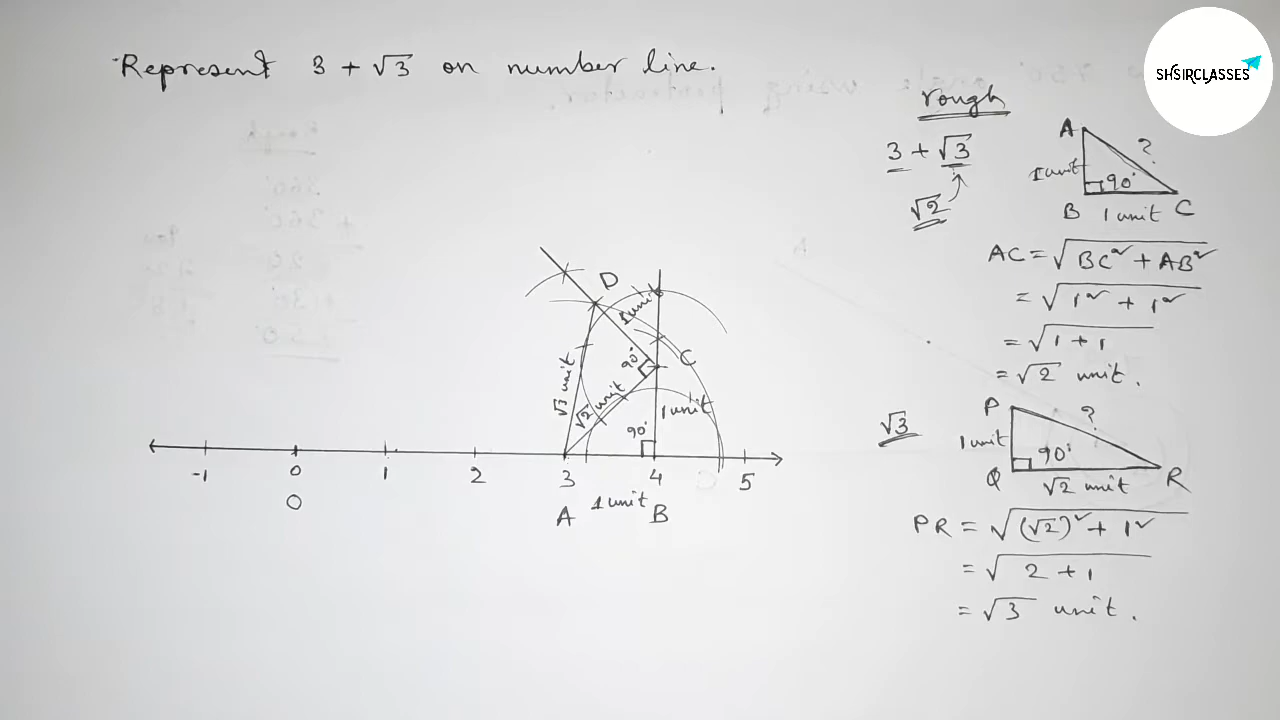 Represent 3 + √3 on number line.
SHSIRCLASSES
rough
3 + √3
√2
A
?
1 unit
90°
B 1 unit C
AC = √BC² + AB²
= √1² + 1²
= √1 + 1
= √2 unit.
√3
P
?
1 unit
90°
Q √2 unit R
PR = √(√2)² + 1²
= √2 + 1
= √3 unit.
D
1 unit
C
90°
√3 unit
√2 unit
1 unit
90°
-1 0 1 2 3 4 5
O
A 1 unit B